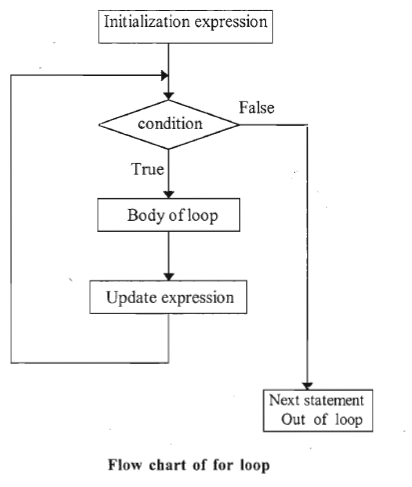 Initialization expression
condition
False
True
Body of loop
Update expression
Next statement
Out of loop
Flow chart of for loop